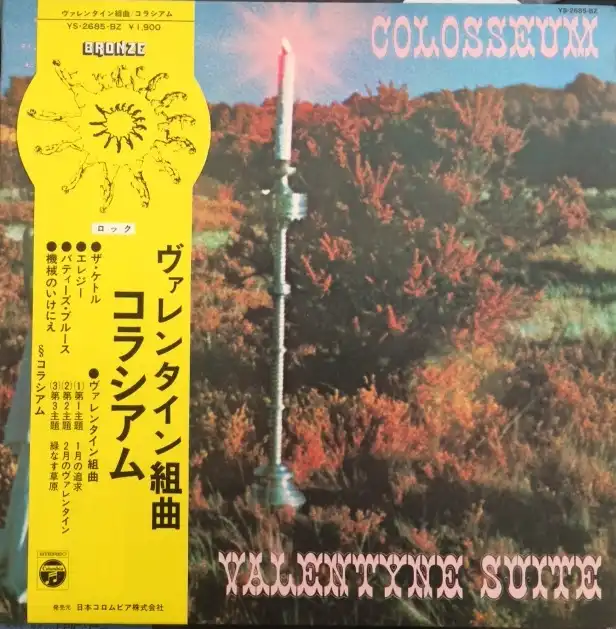 ヴァレンタイン組曲/コラシアム
YS-2685-BZ ¥1,900
BRONZE
ロック
ヴァレンタイン組曲
コラシアム
●ヴァレンタイン組曲
(1)第1主題 1月の追求
(2)第2主題 2月のヴァレンタイン
(3)第3主題 緑なす草原
●ザ・ケトル
●エレジー
●バティーズ・ブルース
●機械のいけにえ
§コラシアム
STEREO
Columbia
発売元 日本コロムビア株式会社
YS-2685-BZ
COLOSSEUM
VALENTYNE SUITE